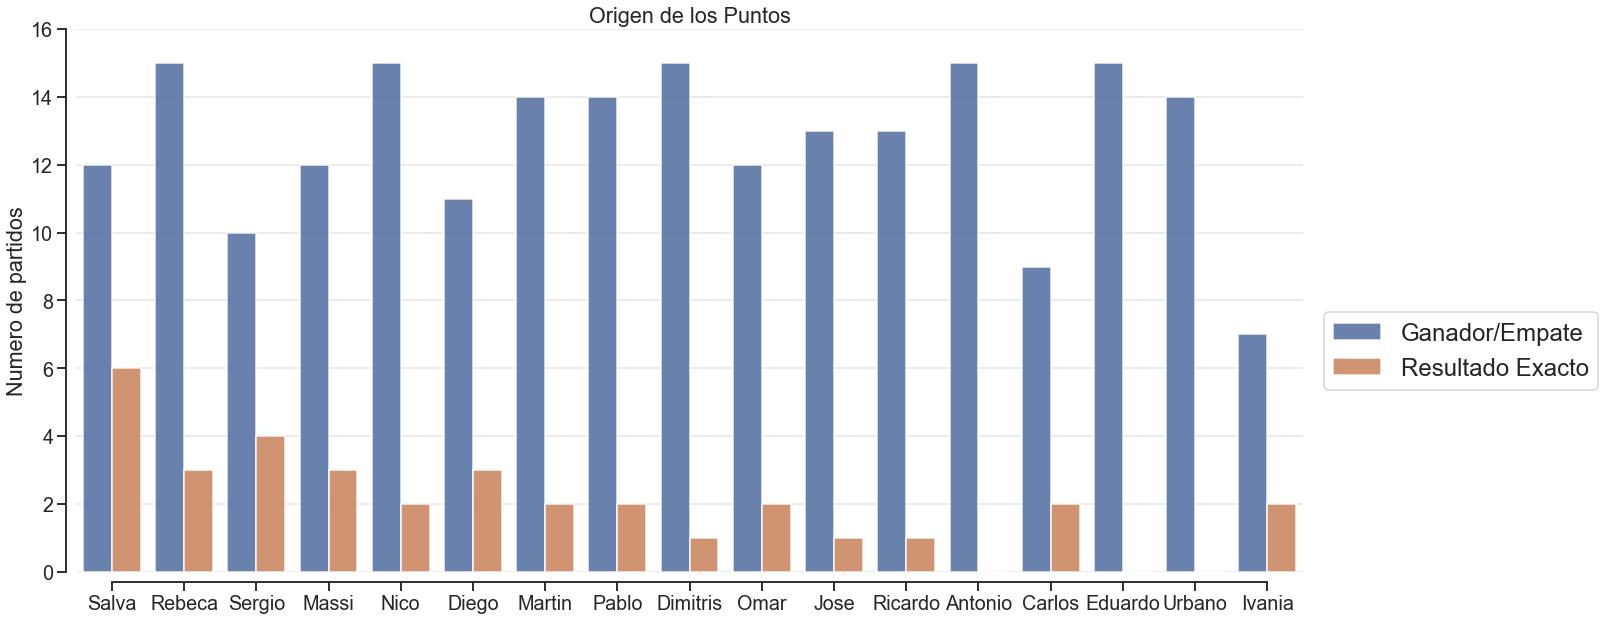 Origen de los Puntos
Numero de partidos
16
14
12
10
8
6
4
2
0
Salva Rebeca Sergio Massi Nico Diego Martin Pablo Dimitris Omar Jose Ricardo Antonio Carlos Eduardo Urbano Ivania
Ganador/Empate
Resultado Exacto